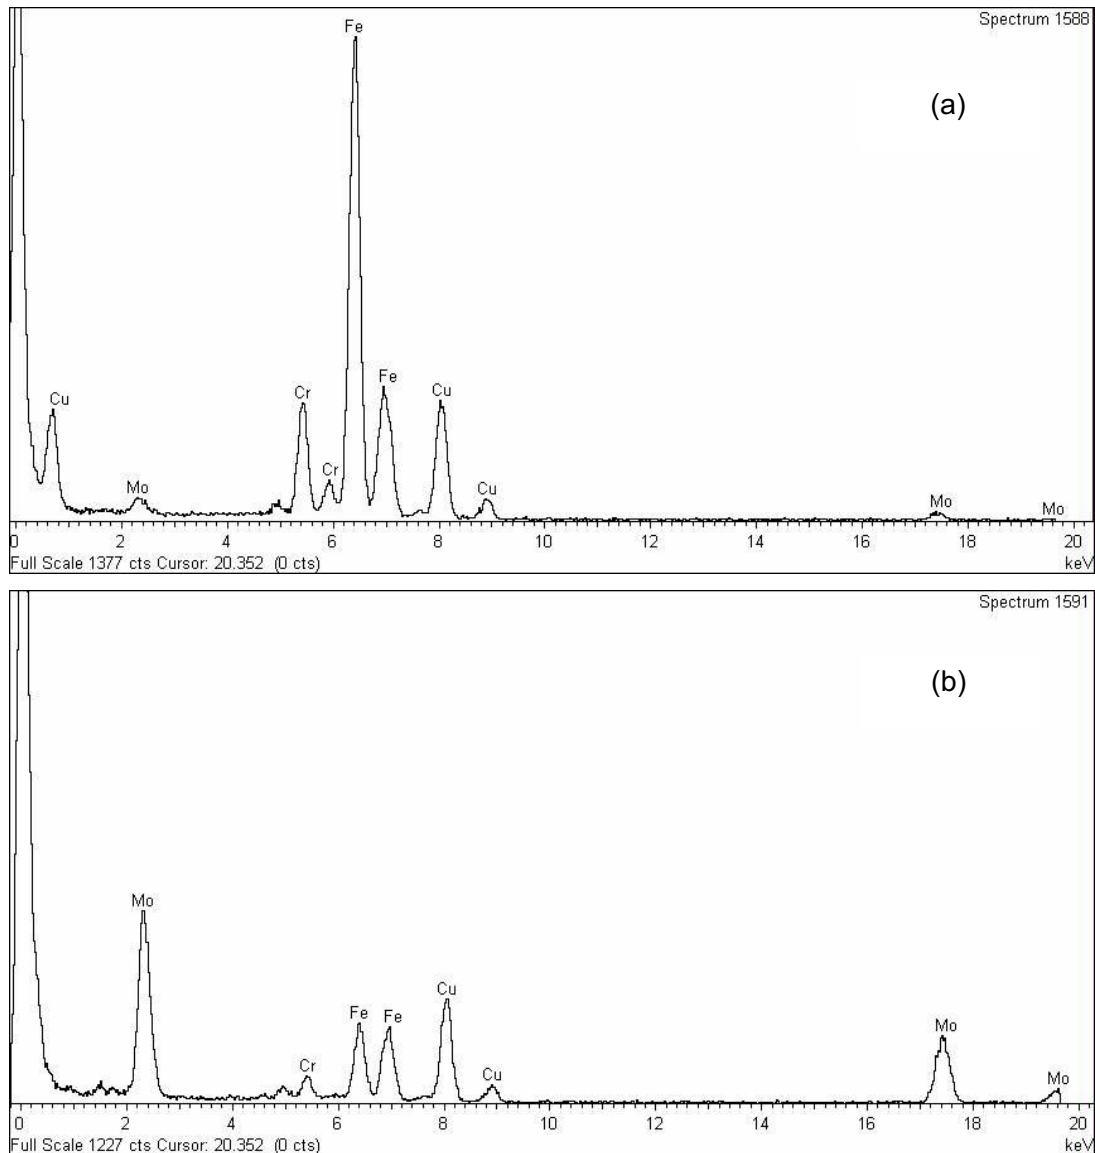 Spectrum 1588
(a)
Fe
Cu
Cr
Fe
Cu
Mo
Cr
Cu
Mo
Mo
0 2 4 6 8 10 12 14 16 18 20
Full Scale 1377 cts Cursor: 20.352 (0 cts) keV
Spectrum 1591
(b)
Mo
Cu
Fe
Fe
Mo
Cr
Cu
Mo
0 2 4 6 8 10 12 14 16 18 20
Full Scale 1227 cts Cursor: 20.352 (0 cts) keV